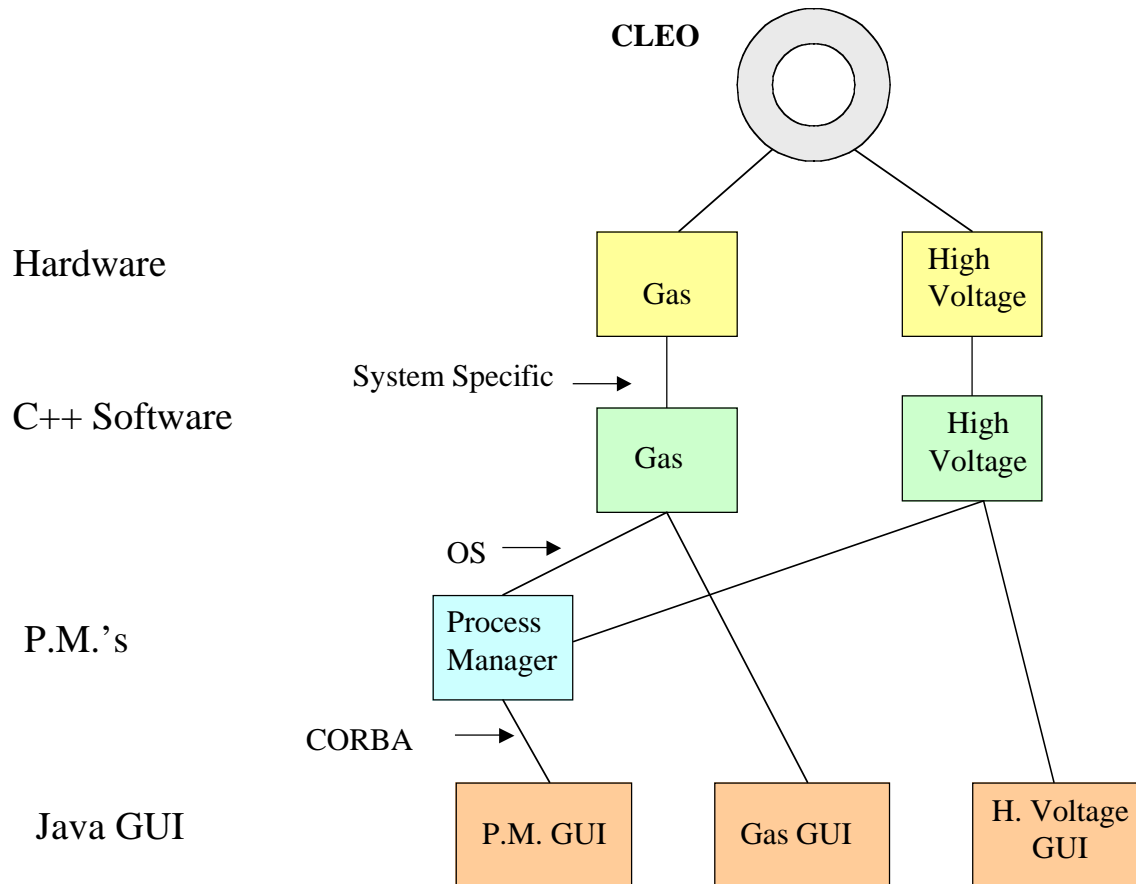 CLEO
Hardware
Gas
High
Voltage
System Specific
C++ Software
Gas
High
Voltage
OS
P.M.’s
Process
Manager
CORBA
Java GUI
P.M. GUI
Gas GUI
H. Voltage
GUI